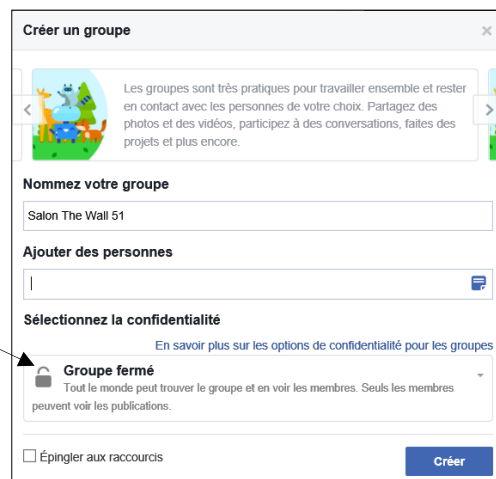 Créer un groupe
Les groupes sont très pratiques pour travailler ensemble et rester
en contact avec les personnes de votre choix. Partagez des
photos et des vidéos, participez à des conversations, faites des
projets et plus encore.
Nommez votre groupe
Salon The Wall 51
Ajouter des personnes
Sélectionnez la confidentialité
En savoir plus sur les options de confidentialité pour les groupes
Groupe fermé
Tout le monde peut trouver le groupe et en voir les membres. Seuls les membres
peuvent voir les publications.
Épingler aux raccourcis
Créer